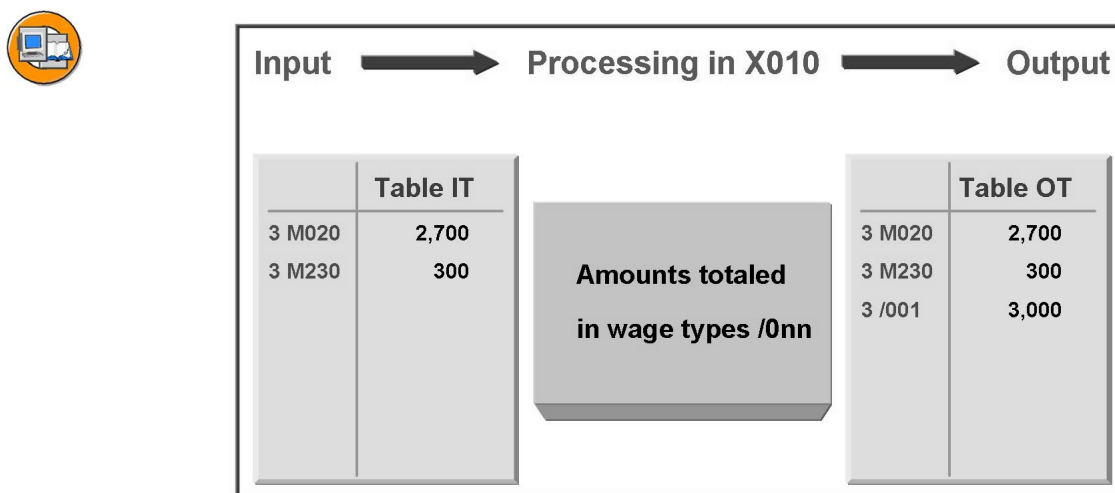 Input Processing in X010 Output
Table IT
3 M020 2,700
3 M230 300
Amounts totaled
in wage types /0nn
Table OT
3 M020 2,700
3 M230 300
3 /001 3,000